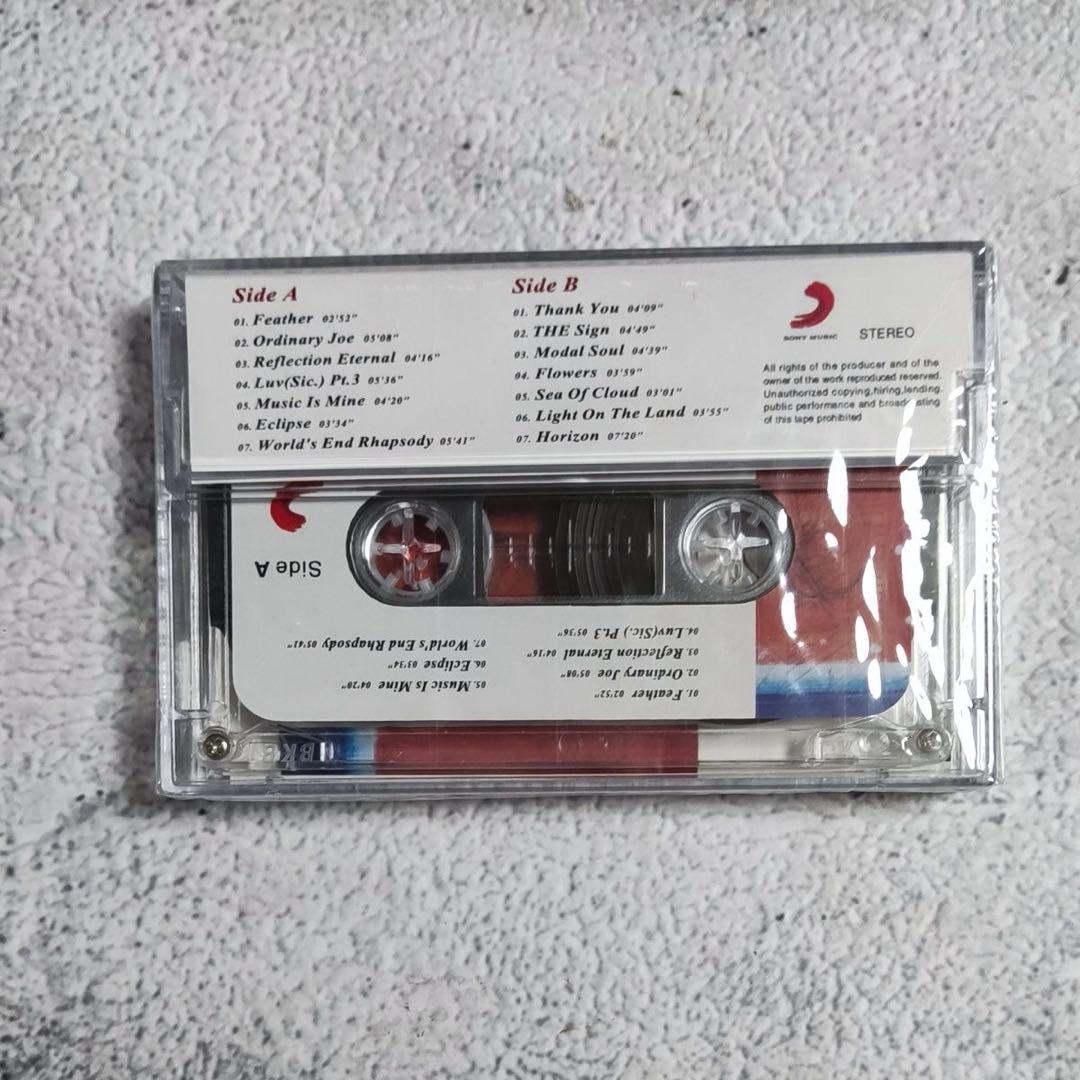 Side A
01. Feather 02'52"
02. Ordinary Joe 05'08"
03. Reflection Eternal 04'16"
04. Luv(Sic.) Pt.3 05'36"
05. Music Is Mine 04'20"
06. Eclipse 03'34"
07. World's End Rhapsody 05'41"
Side B
01. Thank You 04'09"
02. THE Sign 04'49"
03. Modal Soul 04'39"
04. Flowers 03'59"
05. Sea Of Cloud 03'01"
06. Light On The Land 03'55"
07. Horizon 07'20"
SONY MUSIC
STEREO
All rights of the producer and of the
owner of the work reproduced reserved.
Unauthorized copying,hiring,lending,
public performance and broadcasting
of this tape prohibited
Side A
01. Feather 02'52"
02. Ordinary Joe 05'08"
03. Reflection Eternal 04'16"
04. Luv(Sic.) Pt.3 05'36"
05. Music Is Mine 04'20"
06. Eclipse 03'34"
07. World's End Rhapsody 05'41"